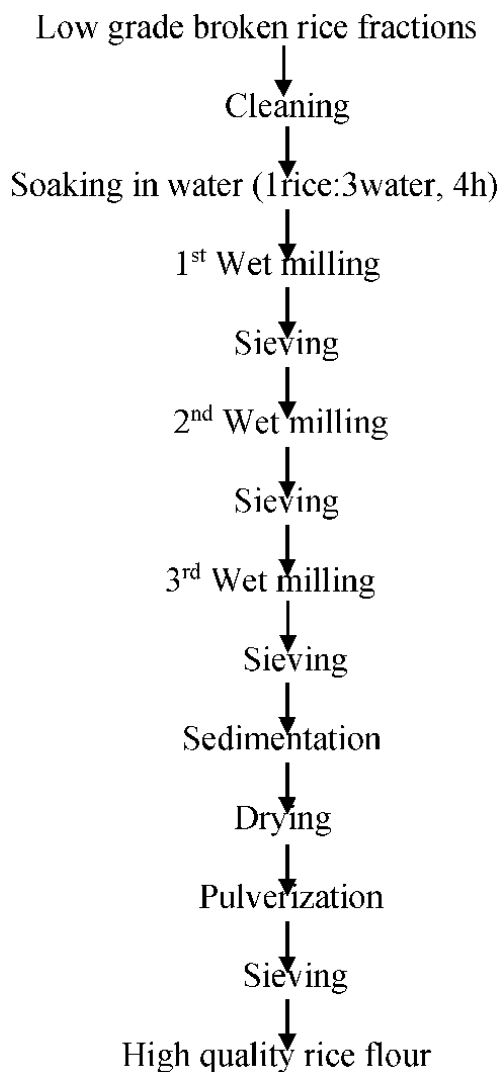 Low grade broken rice fractions
Cleaning
Soaking in water (1rice:3water, 4h)
1st Wet milling
Sieving
2nd Wet milling
Sieving
3rd Wet milling
Sieving
Sedimentation
Drying
Pulverization
Sieving
High quality rice flour